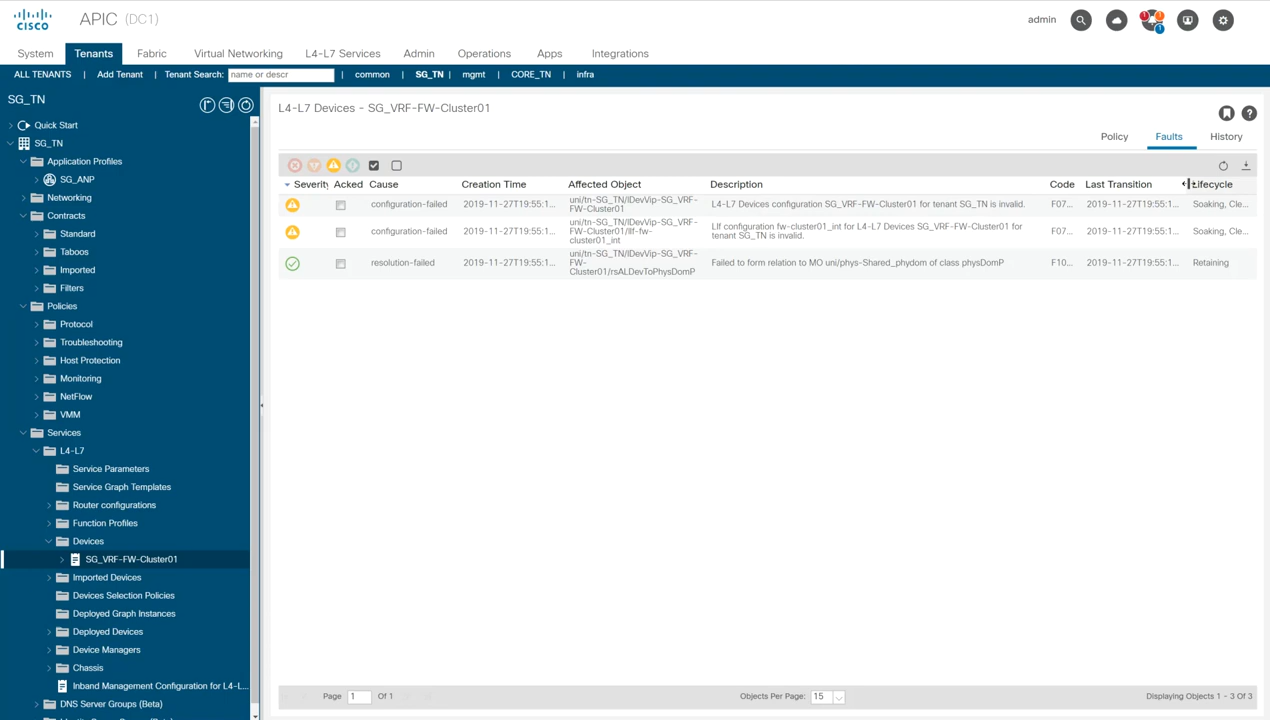 CISCO
APIC (DC1)
admin
System Tenants Fabric Virtual Networking L4-L7 Services Admin Operations Apps Integrations
ALL TENANTS | Add Tenant | Tenant Search: name or descr | common | SG_TN | mgmt | CORE_TN | infra
SG_TN
Quick Start
SG_TN
Application Profiles
SG_ANP
Networking
Contracts
Standard
Taboos
Imported
Filters
Policies
Protocol
Troubleshooting
Host Protection
Monitoring
NetFlow
VMM
Services
L4-L7
Service Parameters
Service Graph Templates
Router configurations
Function Profiles
Devices
SG_VRF-FW-Cluster01
Imported Devices
Devices Selection Policies
Deployed Graph Instances
Deployed Devices
Device Managers
Chassis
Inband Management Configuration for L4-L...
DNS Server Groups (Beta)
L4-L7 Devices - SG_VRF-FW-Cluster01
Policy Faults History
Severity Acked Cause Creation Time Affected Object Description Code Last Transition Lifecycle
configuration-failed 2019-11-27T19:55:1... uni/tn-SG_TN/lDevVip-SG_VRF-
FW-Cluster01 L4-L7 Devices configuration SG_VRF-FW-Cluster01 for tenant SG_TN is invalid. F07... 2019-11-27T19:55:1... Soaking, Cle...
configuration-failed 2019-11-27T19:55:1... uni/tn-SG_TN/lDevVip-SG_VRF-
FW-Cluster01/lIf-fw-
cluster01_int LIf configuration fw-cluster01_int for L4-L7 Devices SG_VRF-FW-Cluster01 for
tenant SG_TN is invalid. F07... 2019-11-27T19:55:1... Soaking, Cle...
resolution-failed 2019-11-27T19:55:1... uni/tn-SG_TN/lDevVip-SG_VRF-
FW-
Cluster01/rsALDevToPhysDomP Failed to form relation to MO uni/phys-Shared_phydom of class physDomP F10... 2019-11-27T19:55:1... Retaining
Page 1 Of 1 Objects Per Page: 15 Displaying Objects 1 - 3 Of 3